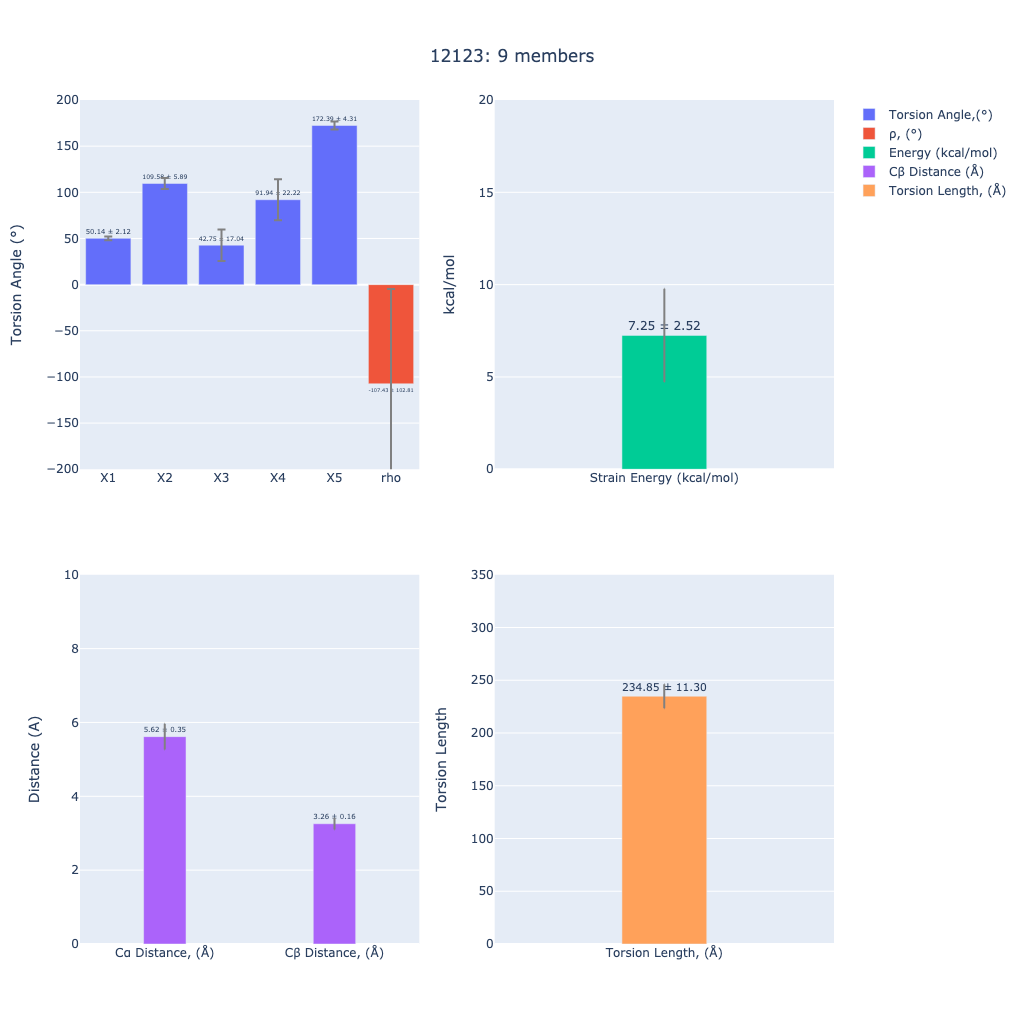 12123: 9 members
Torsion Angle (°)
200
150
100
50
0
−50
−100
−150
−200
50.14 ± 2.12
109.58 ± 5.89
42.75 ± 17.04
91.94 ± 22.22
172.39 ± 4.31
-107.43 ± 102.81
X1
X2
X3
X4
X5
rho
kcal/mol
20
15
10
5
0
7.25 ± 2.52
Strain Energy (kcal/mol)
Torsion Angle,(°)
ρ, (°)
Energy (kcal/mol)
Cβ Distance (Å)
Torsion Length, (Å)
Distance (A)
10
8
6
4
2
0
5.62 ± 0.35
3.26 ± 0.16
Cα Distance, (Å)
Cβ Distance, (Å)
Torsion Length
350
300
250
200
150
100
50
0
234.85 ± 11.30
Torsion Length, (Å)